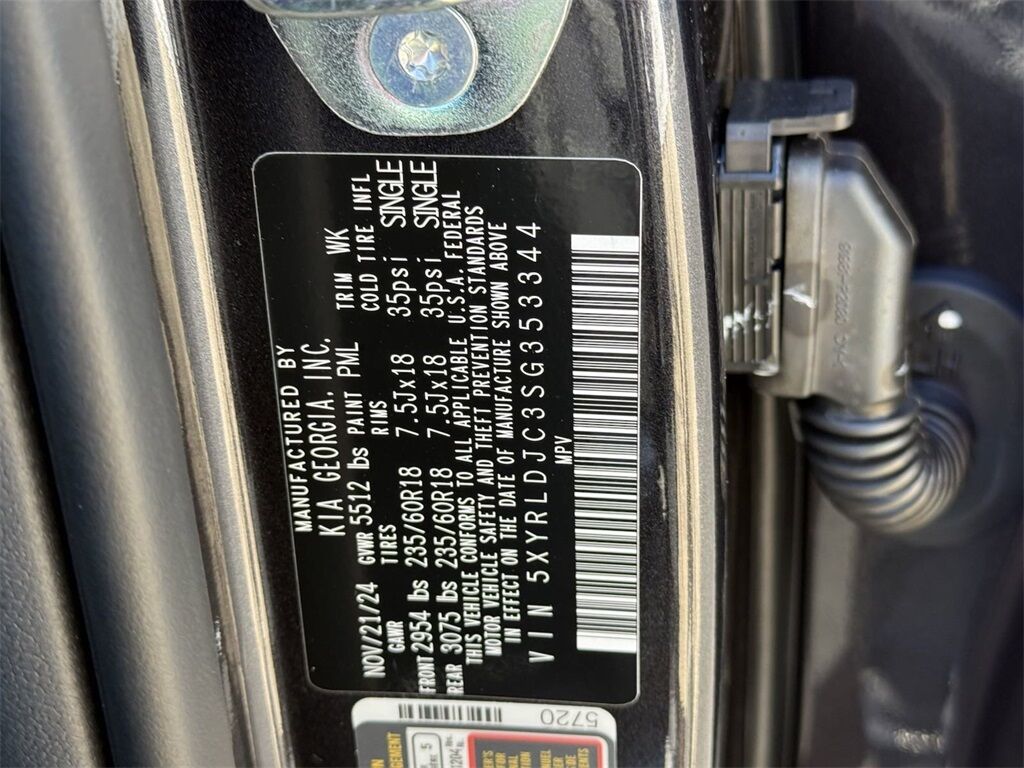 MANUFACTURED BY
KIA GEORGIA, INC.
NOV/21/24 GVWR 5512 lbs PAINT PML TRIM WK
GAWR TIRES RIMS COLD TIRE INFL
FRONT 2954 lbs 235/60R18 7.5Jx18 35psi SINGLE
REAR 3075 lbs 235/60R18 7.5Jx18 35psi SINGLE
THIS VEHICLE CONFORMS TO ALL APPLICABLE U.S.A. FEDERAL
MOTOR VEHICLE SAFETY AND THEFT PREVENTION STANDARDS
IN EFFECT ON THE DATE OF MANUFACTURE SHOWN ABOVE
VIN 5XYRLDJC3SG353344
MPV
5720